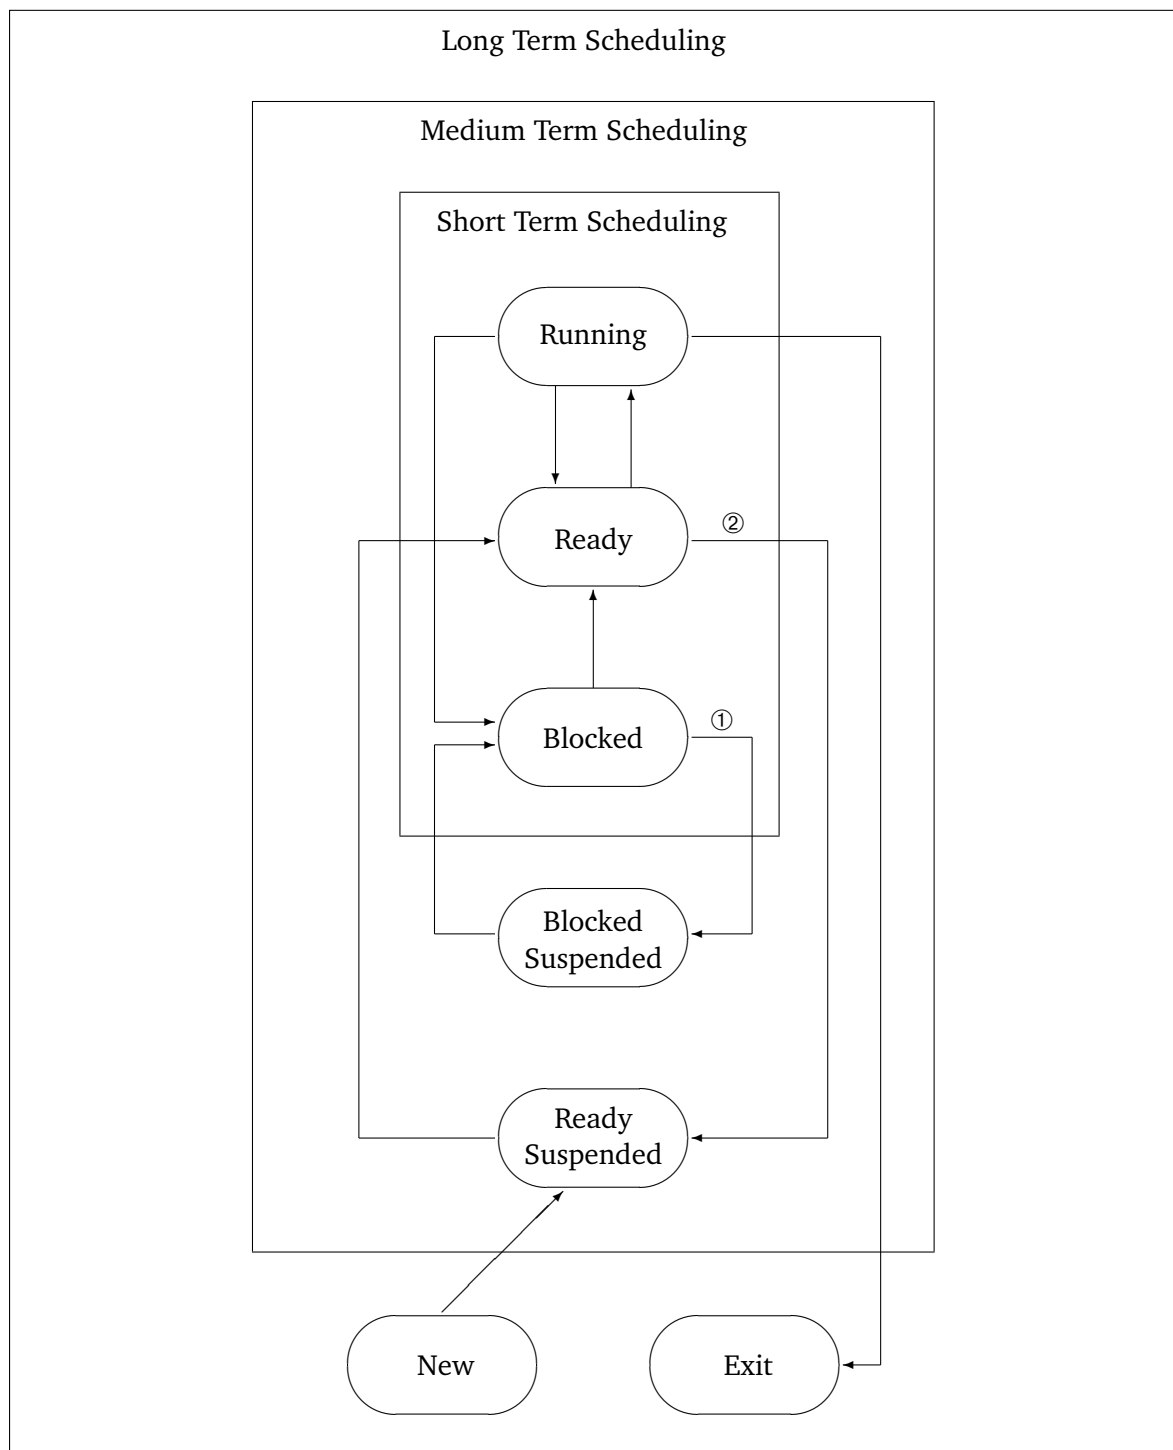 Long Term Scheduling
Medium Term Scheduling
Short Term Scheduling
Running
②
Ready
①
Blocked
Blocked
Suspended
Ready
Suspended
New
Exit